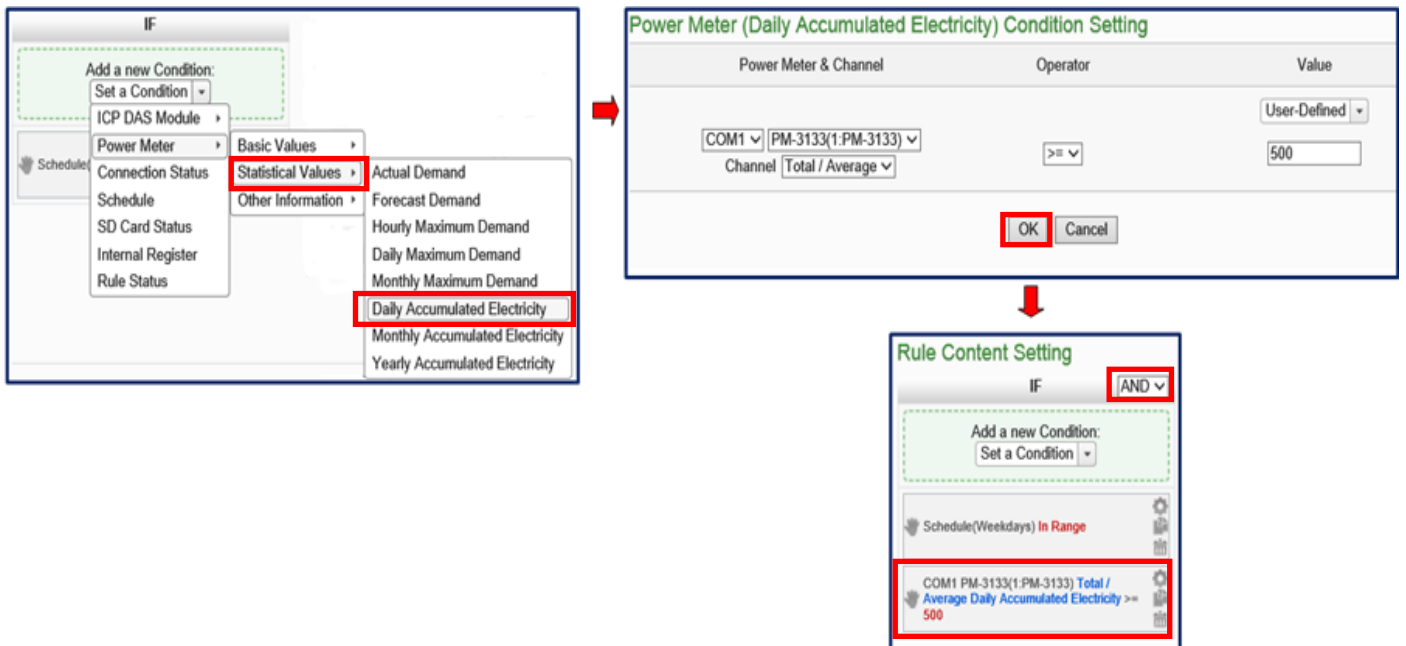 IF
Add a new Condition:
Set a Condition
ICP DAS Module
Power Meter
Schedule(
Connection Status
Schedule
SD Card Status
Internal Register
Rule Status
Basic Values
Statistical Values
Other Information
Actual Demand
Forecast Demand
Hourly Maximum Demand
Daily Maximum Demand
Monthly Maximum Demand
Daily Accumulated Electricity
Monthly Accumulated Electricity
Yearly Accumulated Electricity
Power Meter (Daily Accumulated Electricity) Condition Setting
Power Meter & Channel Operator Value
User-Defined
COM1 PM-3133(1:PM-3133) >= 500
Channel Total / Average
OK Cancel
Rule Content Setting
IF AND
Add a new Condition:
Set a Condition
Schedule(Weekdays) In Range
COM1 PM-3133(1:PM-3133) Total /
Average Daily Accumulated Electricity >=
500